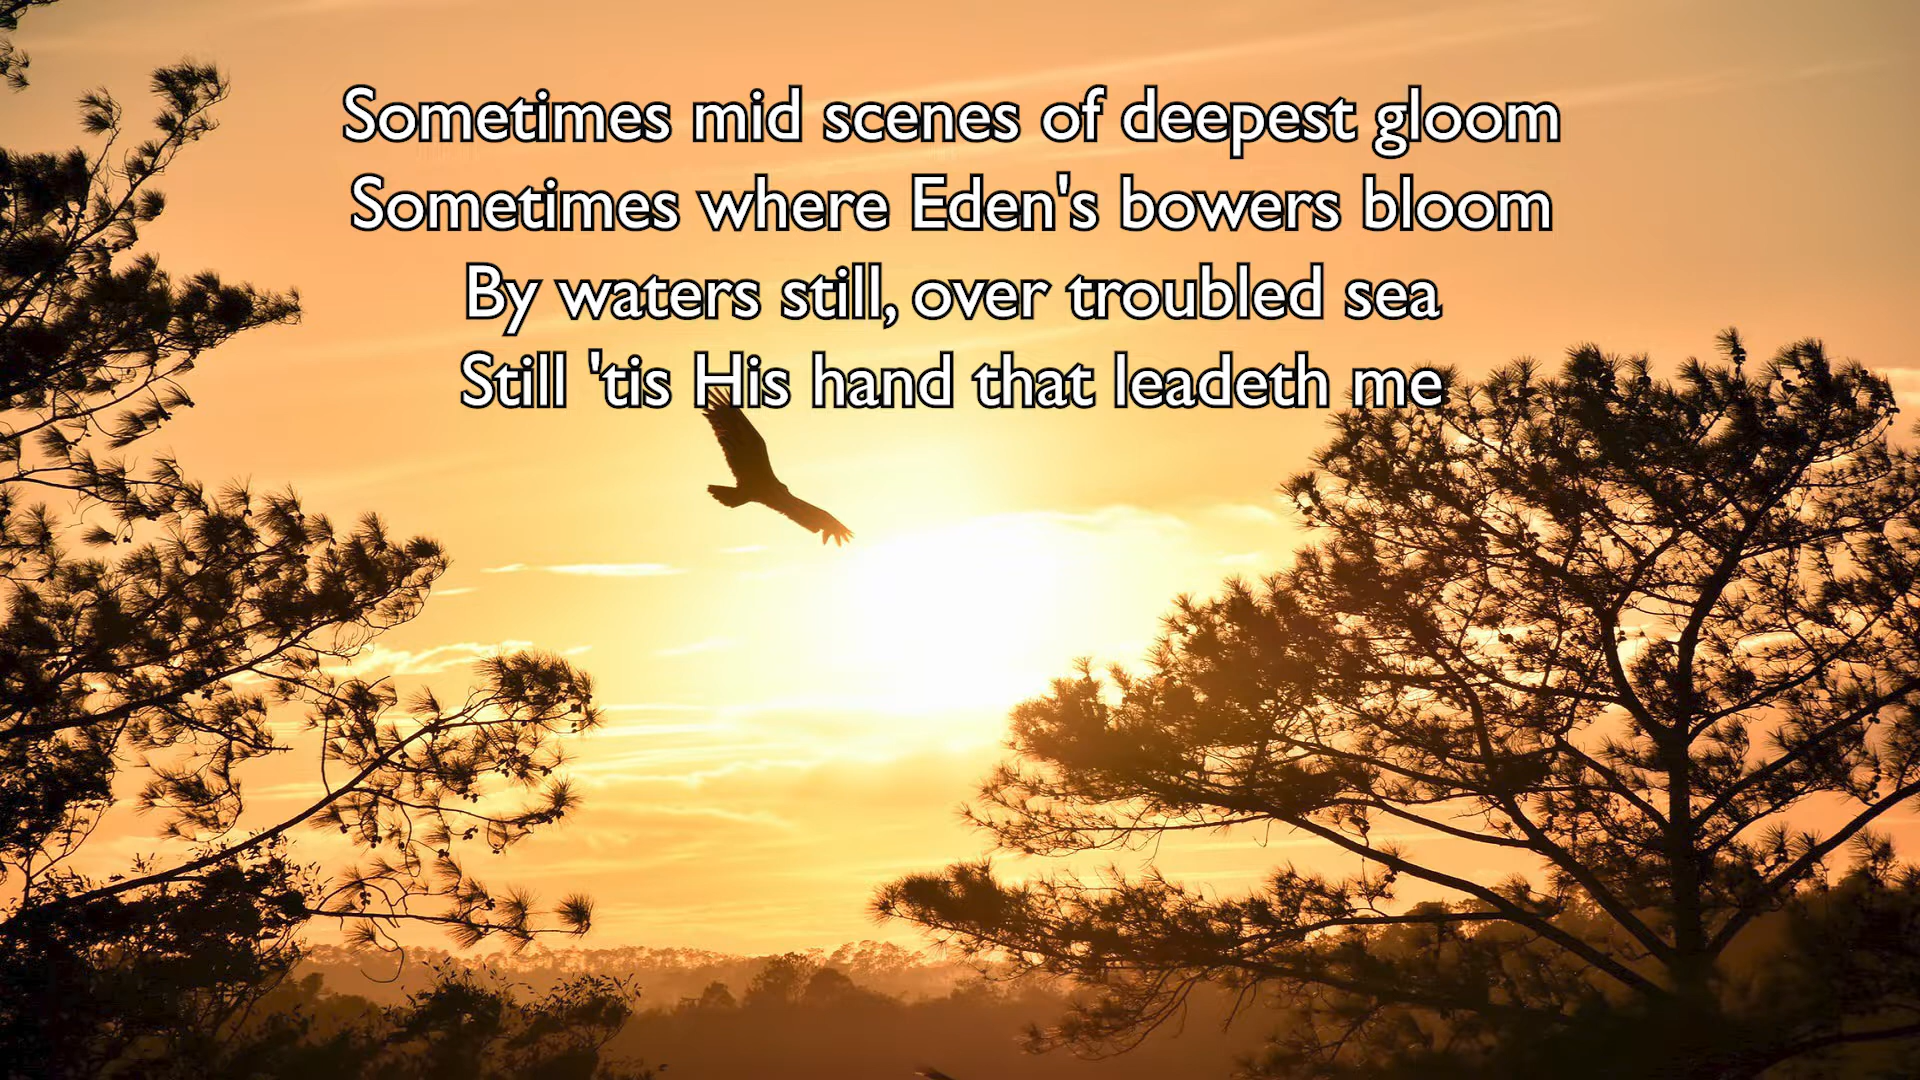 Sometimes mid scenes of deepest gloom
Sometimes where Eden's bowers bloom
By waters still, over troubled sea
Still 'tis His hand that leadeth me